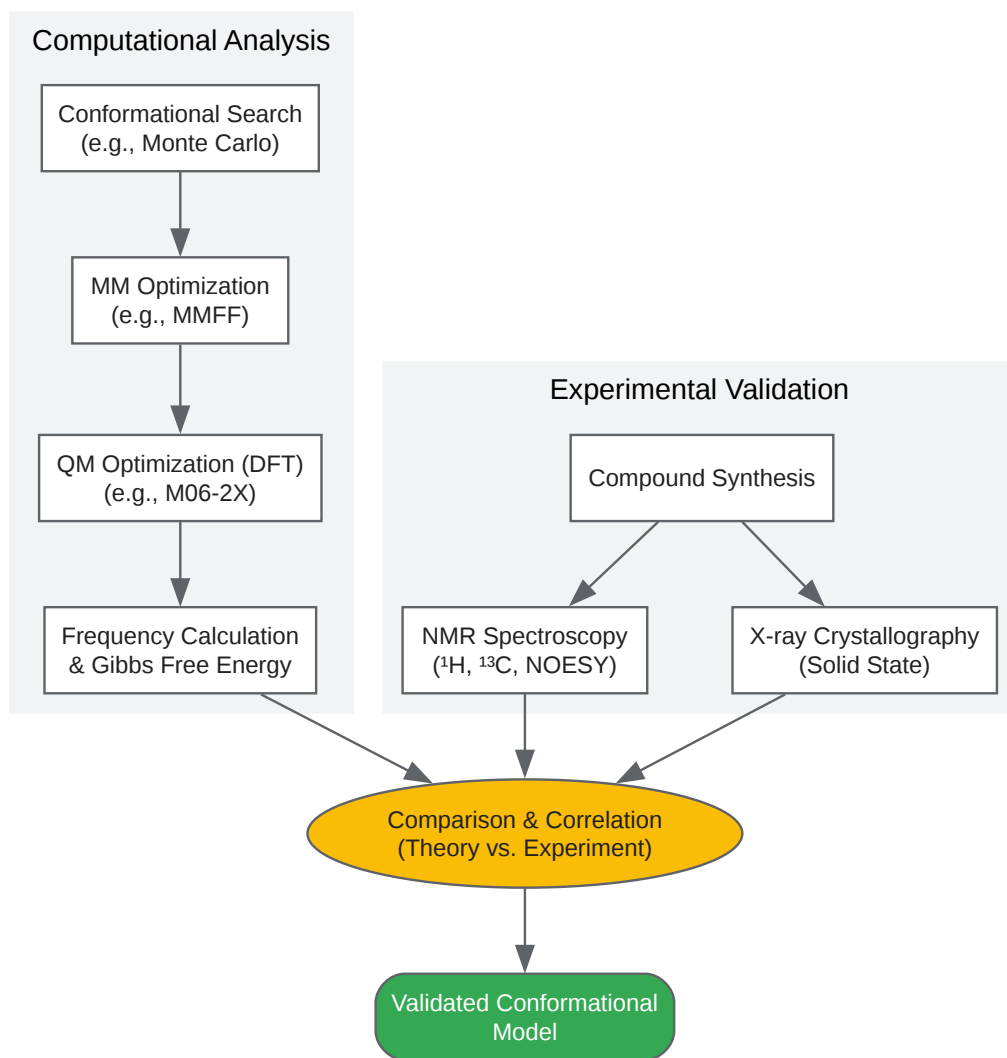 Computational Analysis
Conformational Search
(e.g., Monte Carlo)
MM Optimization
(e.g., MMFF)
QM Optimization (DFT)
(e.g., M06-2X)
Frequency Calculation
& Gibbs Free Energy
Experimental Validation
Compound Synthesis
NMR Spectroscopy
(¹H, ¹³C, NOESY)
X-ray Crystallography
(Solid State)
Comparison & Correlation
(Theory vs. Experiment)
Validated Conformational
Model